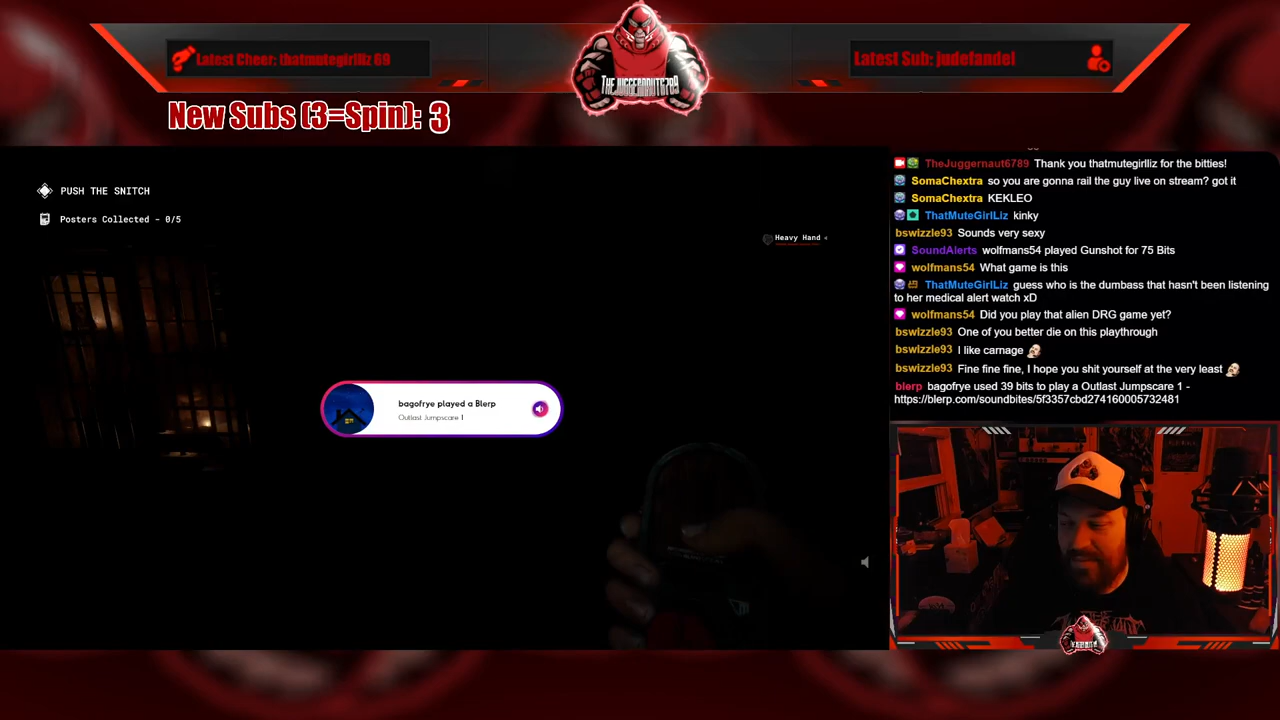 Latest Cheer: thatmutegirlliz 69
THEJUGGERNAUT6789
Latest Sub: judefandel
New Subs (3=Spin): 3
PUSH THE SNITCH
Posters Collected - 0/5
Heavy Hand
bagofrye played a Blerp
Outlast Jumpscare 1
TheJuggernaut6789 Thank you thatmutegirlliz for the bitties!
SomaChextra so you are gonna rail the guy live on stream? got it
SomaChextra KEKLEO
ThatMuteGirlLiz kinky
bswizzle93 Sounds very sexy
SoundAlerts wolfmans54 played Gunshot for 75 Bits
wolfmans54 What game is this
ThatMuteGirlLiz guess who is the dumbass that hasn't been listening
to her medical alert watch xD
wolfmans54 Did you play that alien DRG game yet?
bswizzle93 One of you better die on this playthrough
bswizzle93 I like carnage
bswizzle93 Fine fine fine, I hope you shit yourself at the very least
blerp bagofrye used 39 bits to play a Outlast Jumpscare 1 -
https://blerp.com/soundbites/5f3357cbd274160005732481